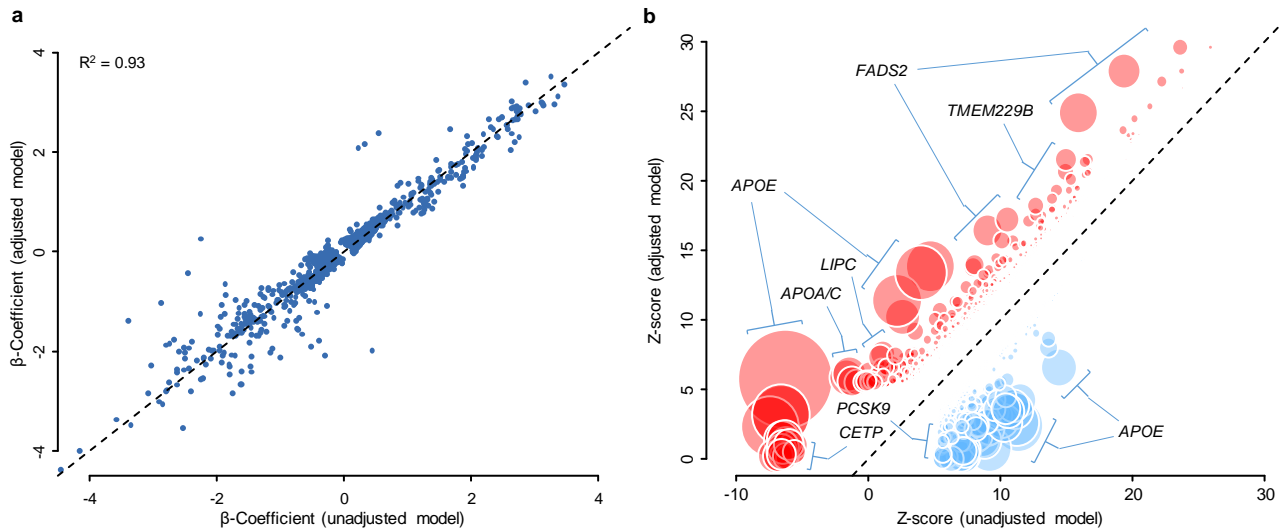 a
R² = 0.93
β-Coefficient (adjusted model)
4
2
0
-2
-4
-4
-2
0
2
4
β-Coefficient (unadjusted model)
b
Z-score (adjusted model)
30
25
20
15
10
5
0
FADS2
TMEM229B
APOE
LIPC
APOA/C
PCSK9
CETP
APOE
-10
0
10
20
30
Z-score (unadjusted model)